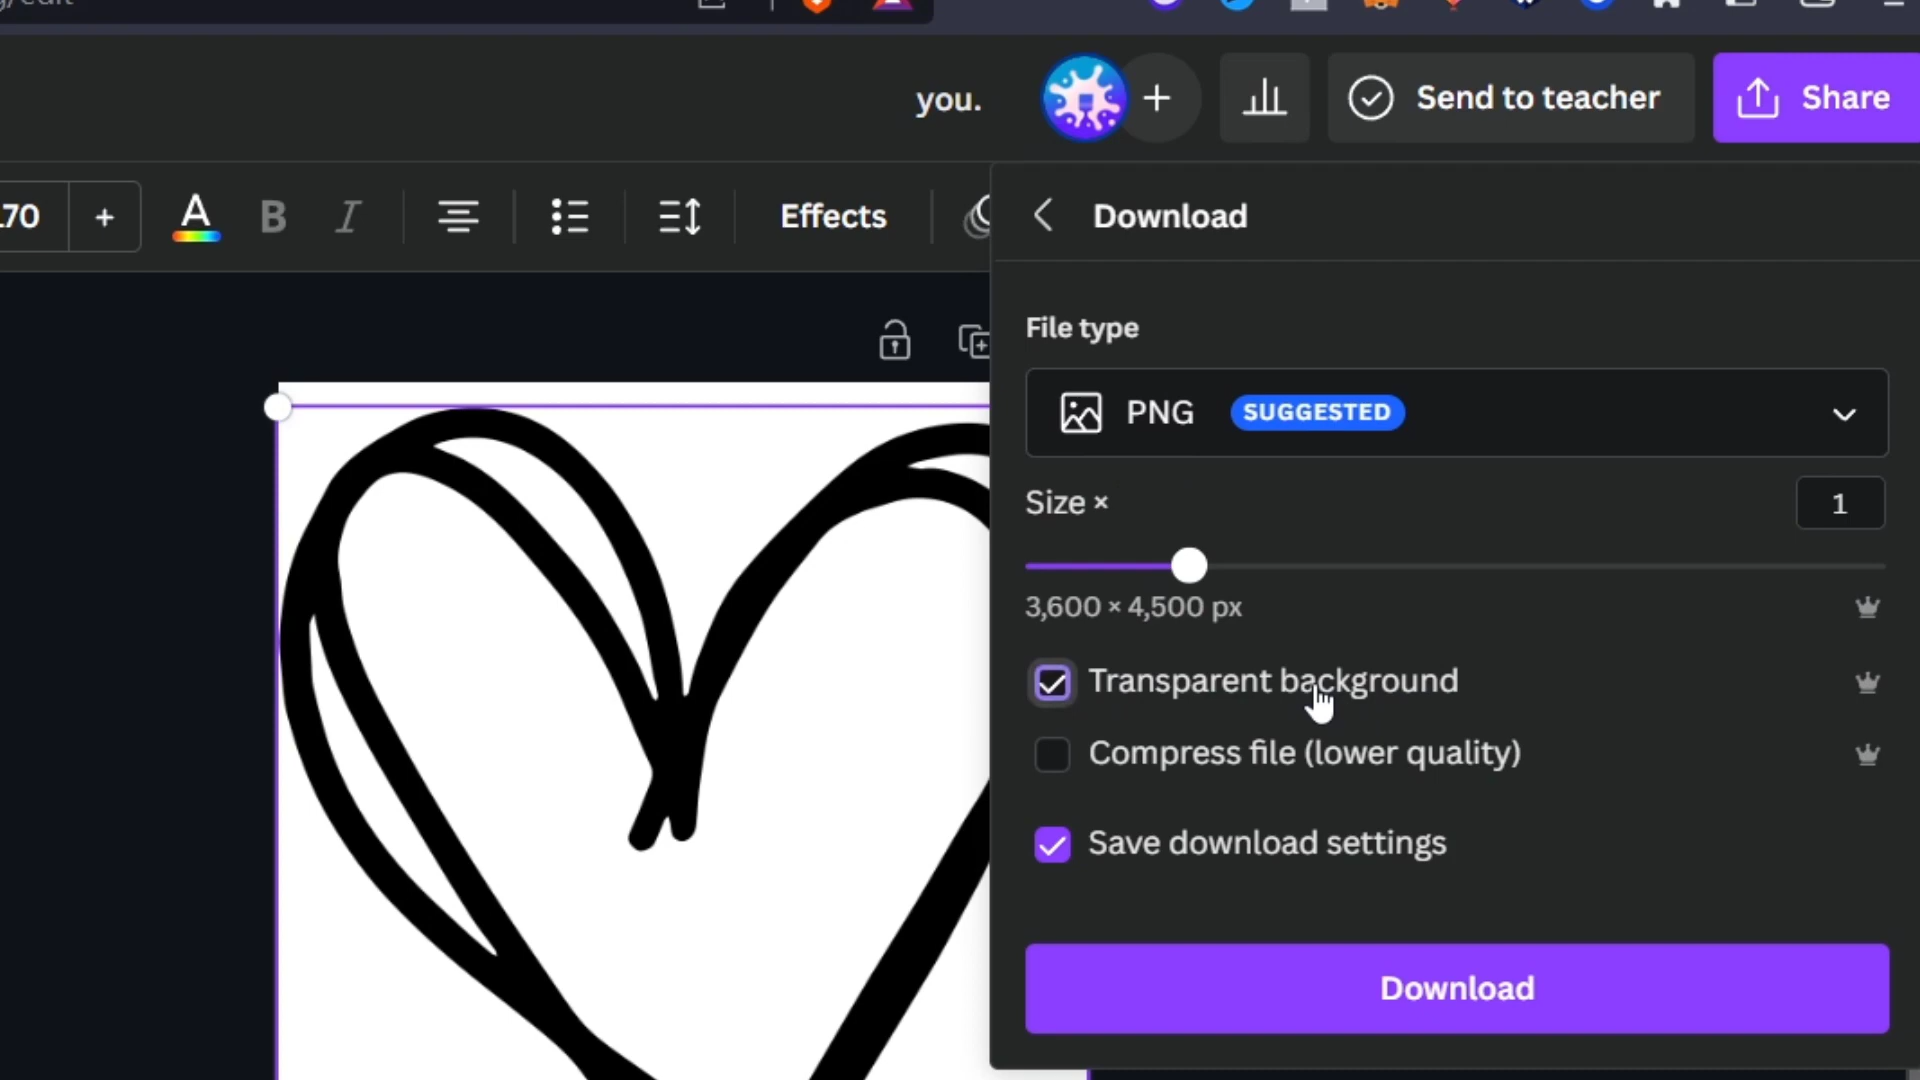 you.
Send to teacher
Share
+
A
B
I
Effects
Download
File type
PNG
SUGGESTED
Size ×
1
3,600 × 4,500 px
Transparent background
Compress file (lower quality)
Save download settings
Download